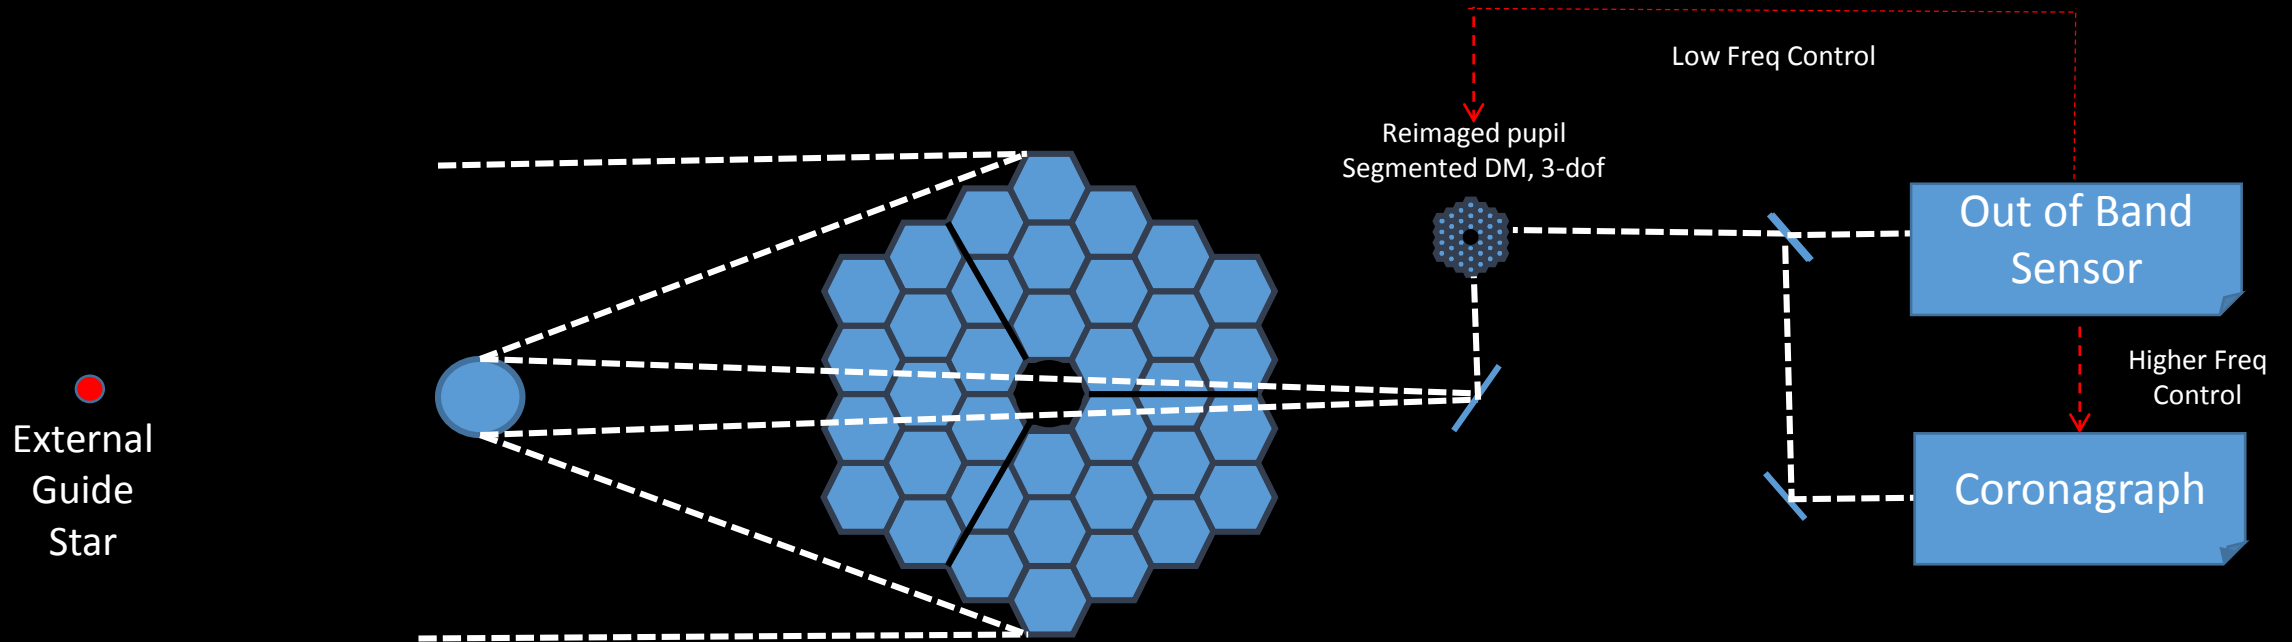 Low Freq Control
Reimaged pupil
Segmented DM, 3-dof
Out of Band
Sensor
Higher Freq
Control
External
Guide
Star
Coronagraph